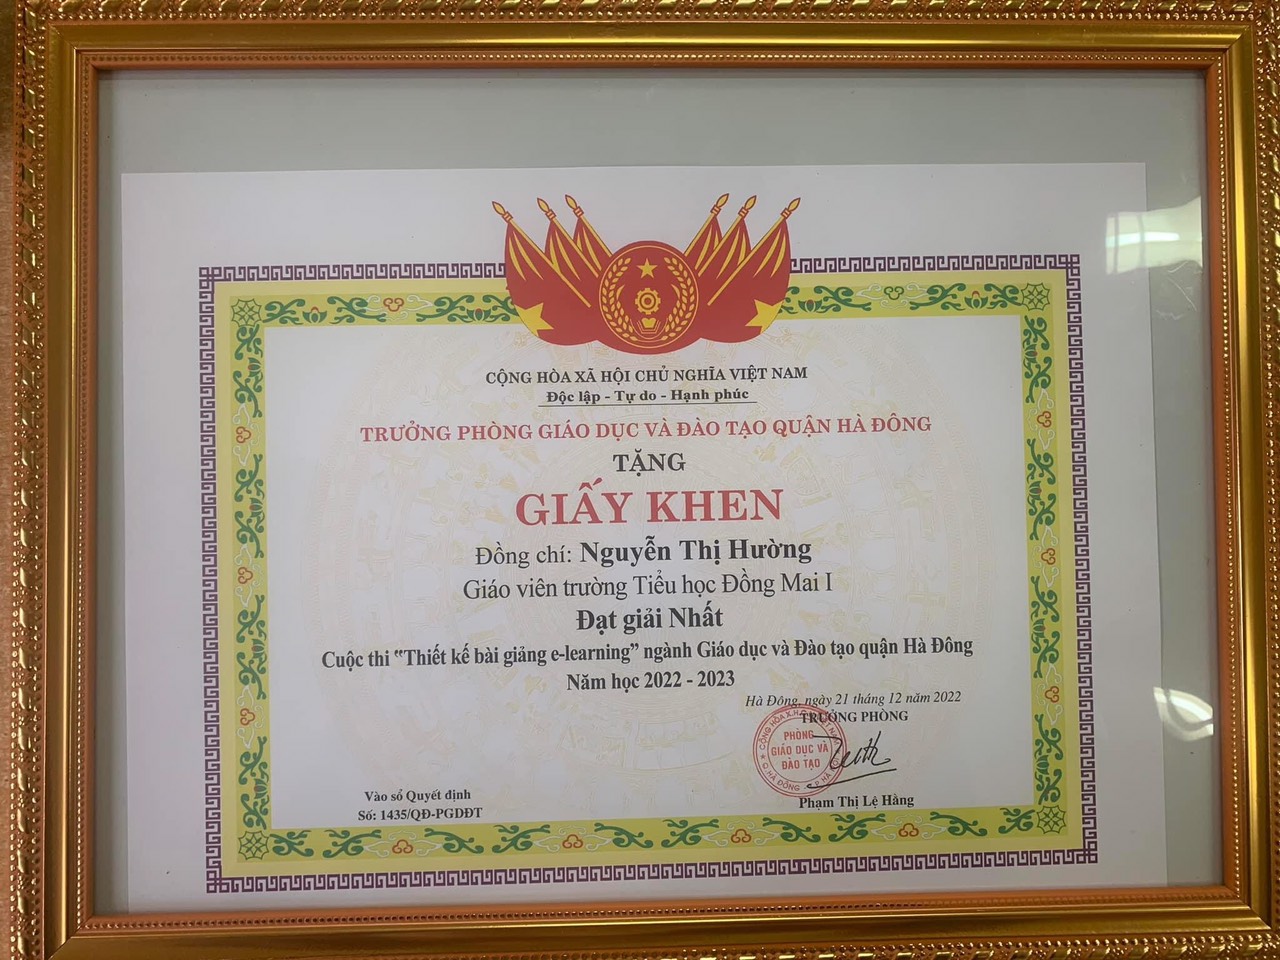 CỘNG HÒA XÃ HỘI CHỦ NGHĨA VIỆT NAM
Độc lập - Tự do - Hạnh phúc
TRƯỞNG PHÒNG GIÁO DỤC VÀ ĐÀO TẠO QUẬN HÀ ĐÔNG
TẶNG
GIẤY KHEN
Đồng chí: Nguyễn Thị Hường
Giáo viên trường Tiểu học Đồng Mai I
Đạt giải Nhất
Cuộc thi “Thiết kế bài giảng e-learning” ngành Giáo dục và Đào tạo quận Hà Đông
Năm học 2022 - 2023
Hà Đông, ngày 21 tháng 12 năm 2022
TRƯỞNG PHÒNG
PHÒNG
GIÁO DỤC VÀ
ĐÀO TẠO
Phạm Thị Lệ Hằng
Vào sổ Quyết định
Số: 1435/QĐ-PGDĐT